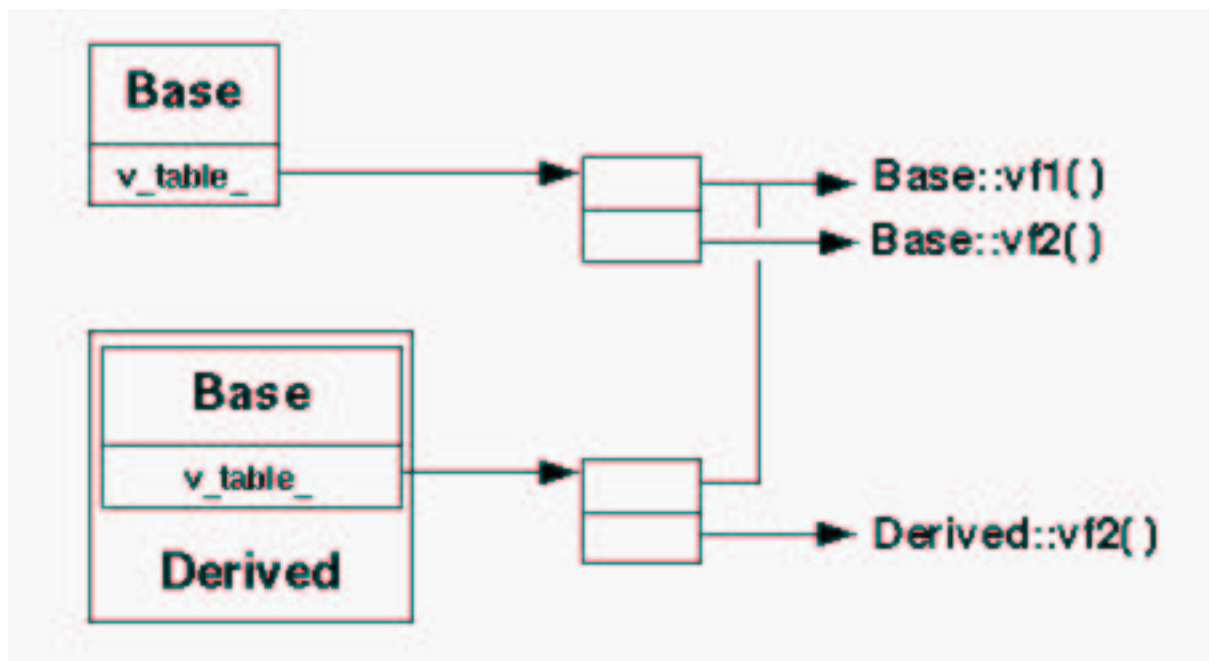 Base
v_table_
Base::vf1( )
Base::vf2( )
Base
v_table_
Derived
Derived::vf2( )